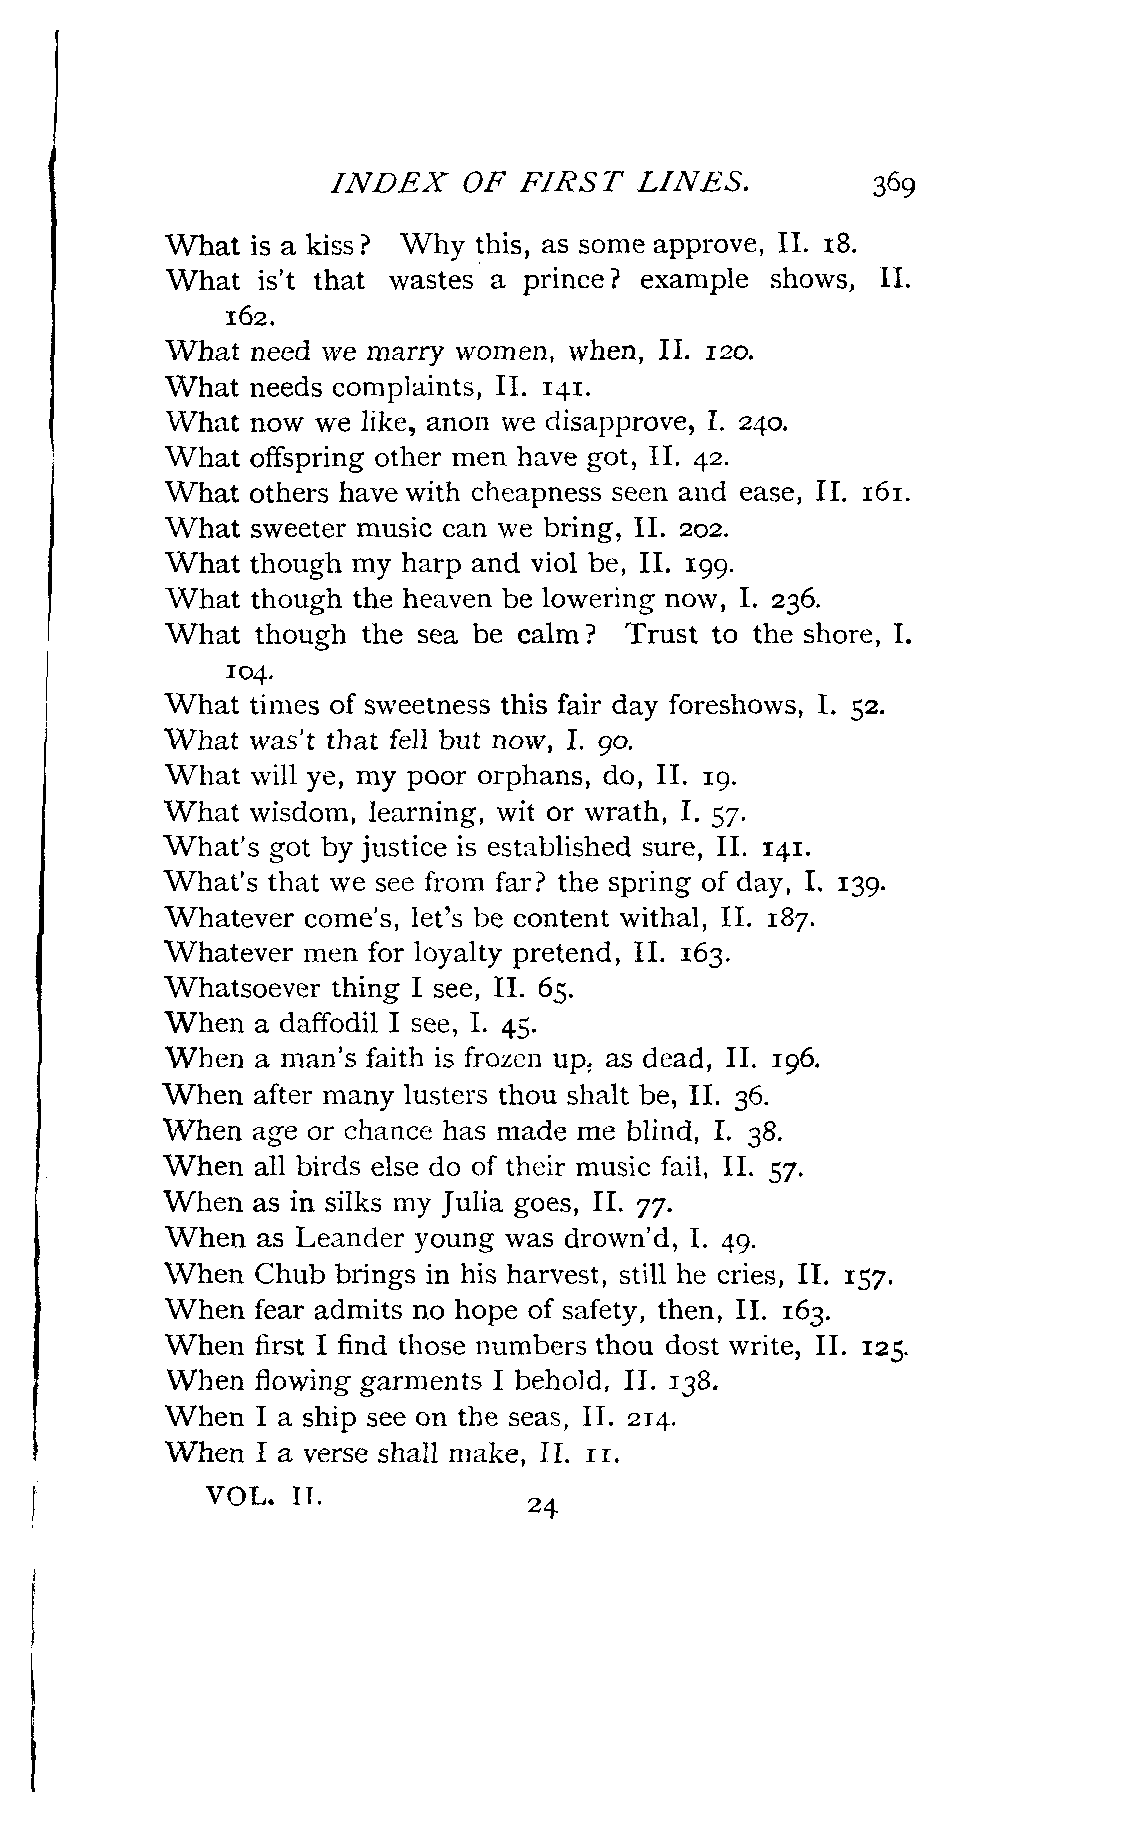 INDEX OF FIRST LINES. 369
What is a kiss? Why this, as some approve, II. 18.
What is't that wastes a prince? example shows, II.
162.
What need we marry women, when, II. 120.
What needs complaints, II. 141.
What now we like, anon we disapprove, I. 240.
What offspring other men have got, II. 42.
What others have with cheapness seen and ease, II. 161.
What sweeter music can we bring, II. 202.
What though my harp and viol be, II. 199.
What though the heaven be lowering now, I. 236.
What though the sea be calm? Trust to the shore, I.
104.
What times of sweetness this fair day foreshows, I. 52.
What was't that fell but now, I. 90.
What will ye, my poor orphans, do, II. 19.
What wisdom, learning, wit or wrath, I. 57.
What's got by justice is established sure, II. 141.
What's that we see from far? the spring of day, I. 139.
Whatever come's, let's be content withal, II. 187.
Whatever men for loyalty pretend, II. 163.
Whatsoever thing I see, II. 65.
When a daffodil I see, I. 45.
When a man's faith is frozen up, as dead, II. 196.
When after many lusters thou shalt be, II. 36.
When age or chance has made me blind, I. 38.
When all birds else do of their music fail, II. 57.
When as in silks my Julia goes, II. 77.
When as Leander young was drown'd, I. 49.
When Chub brings in his harvest, still he cries, II. 157.
When fear admits no hope of safety, then, II. 163.
When first I find those numbers thou dost write, II. 125.
When flowing garments I behold, II. 138.
When I a ship see on the seas, II. 214.
When I a verse shall make, II. 11.
VOL. II. 24